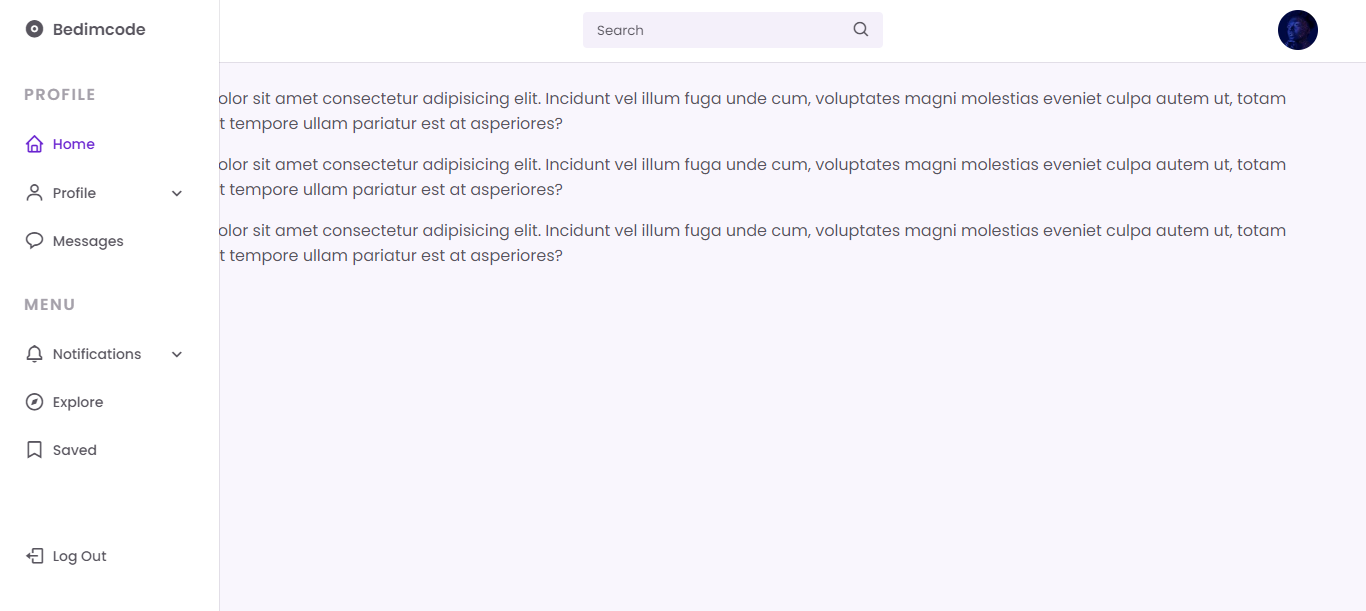 Bedimcode
Search
PROFILE
Home
Profile
Messages
MENU
Notifications
Explore
Saved
Log Out
olor sit amet consectetur adipisicing elit. Incidunt vel illum fuga unde cum, voluptates magni molestias eveniet culpa autem ut, totam
t tempore ullam pariatur est at asperiores?
olor sit amet consectetur adipisicing elit. Incidunt vel illum fuga unde cum, voluptates magni molestias eveniet culpa autem ut, totam
t tempore ullam pariatur est at asperiores?
olor sit amet consectetur adipisicing elit. Incidunt vel illum fuga unde cum, voluptates magni molestias eveniet culpa autem ut, totam
t tempore ullam pariatur est at asperiores?